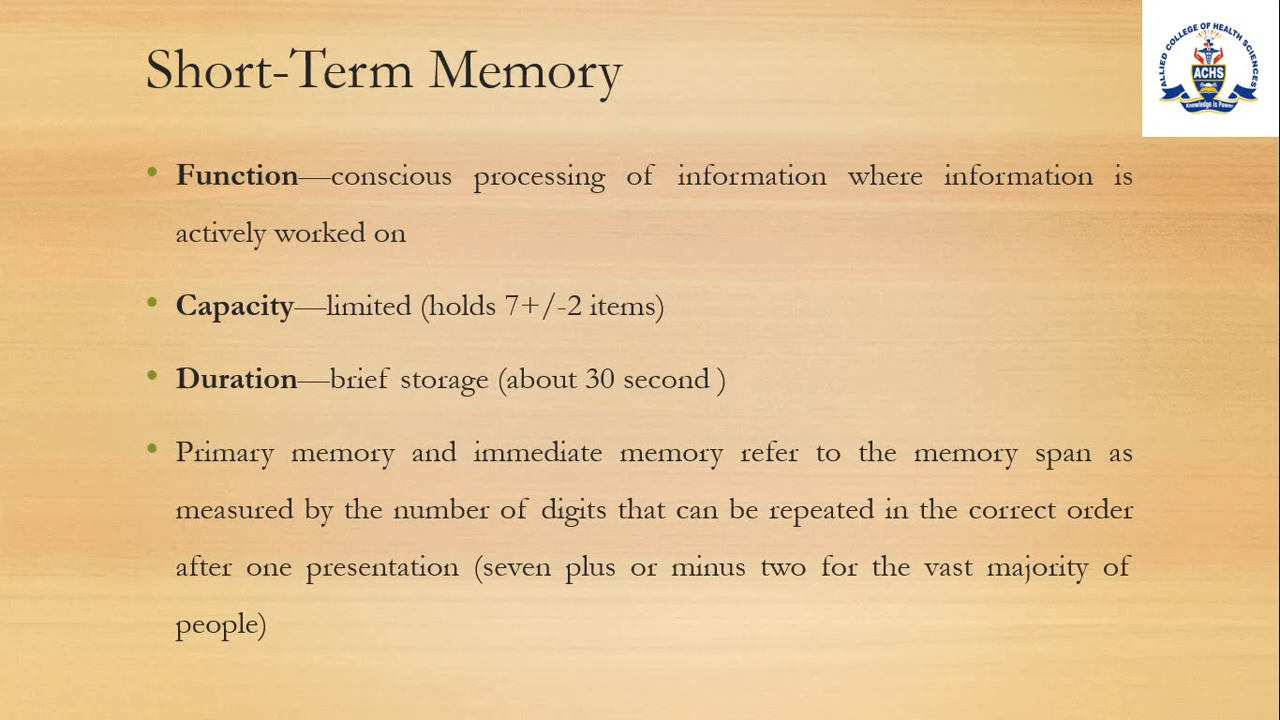 Short-Term Memory
ALLIED COLLEGE OF HEALTH SCIENCES
ACHS
Knowledge is Power
• Function—conscious processing of information where information is
actively worked on
• Capacity—limited (holds 7+/-2 items)
• Duration—brief storage (about 30 second )
• Primary memory and immediate memory refer to the memory span as
measured by the number of digits that can be repeated in the correct order
after one presentation (seven plus or minus two for the vast majority of
people)